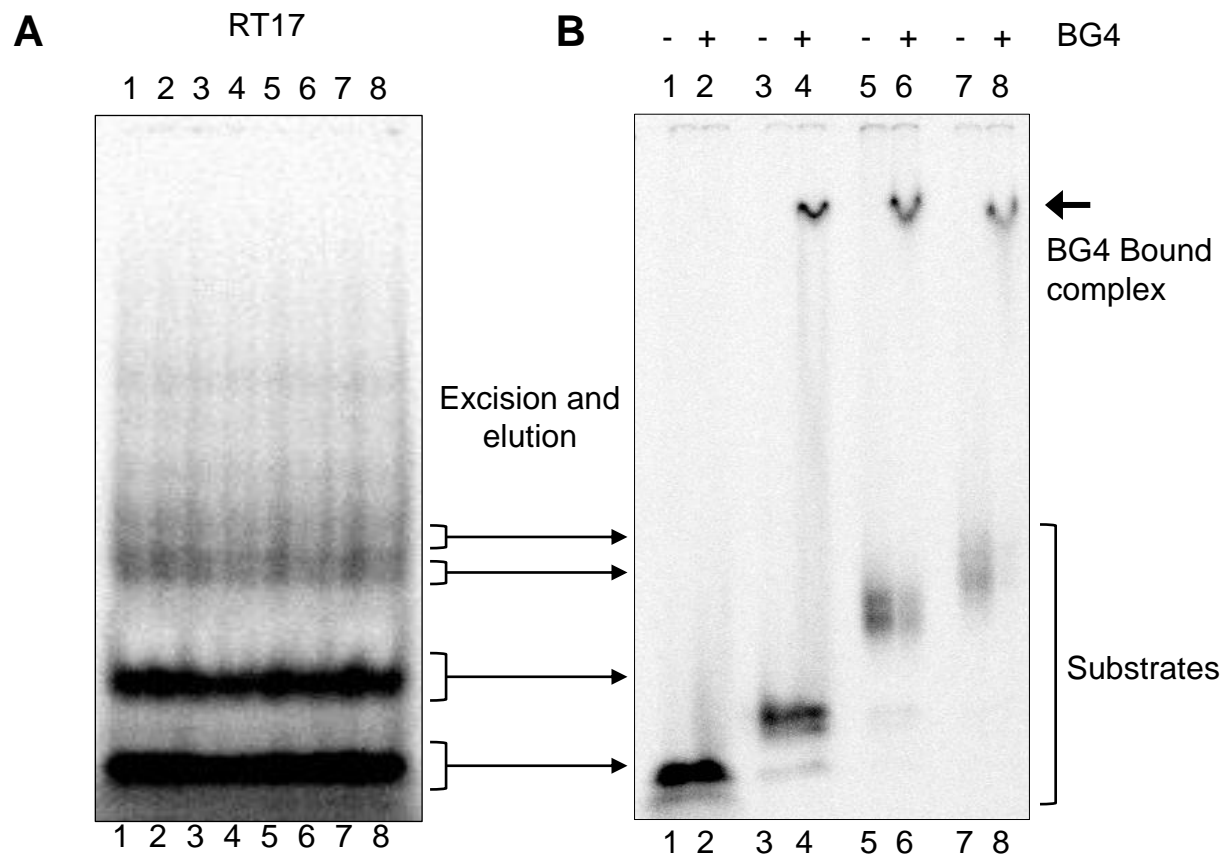 A
RT17
1 2 3 4 5 6 7 8
1 2 3 4 5 6 7 8
Excision and
elution
B
- + - + - + - + BG4
1 2 3 4 5 6 7 8
BG4 Bound
complex
Substrates
1 2 3 4 5 6 7 8